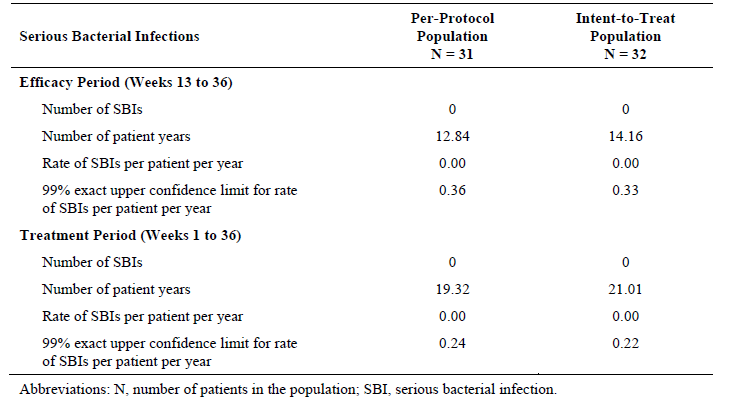 Serious Bacterial Infections Per-Protocol Population N = 31 Intent-to-Treat Population N = 32
Efficacy Period (Weeks 13 to 36)
Number of SBIs 0 0
Number of patient years 12.84 14.16
Rate of SBIs per patient per year 0.00 0.00
99% exact upper confidence limit for rate 0.36 0.33
of SBIs per patient per year
Treatment Period (Weeks 1 to 36)
Number of SBIs 0 0
Number of patient years 19.32 21.01
Rate of SBIs per patient per year 0.00 0.00
99% exact upper confidence limit for rate 0.24 0.22
of SBIs per patient per year
Abbreviations: N, number of patients in the population; SBI, serious bacterial infection.